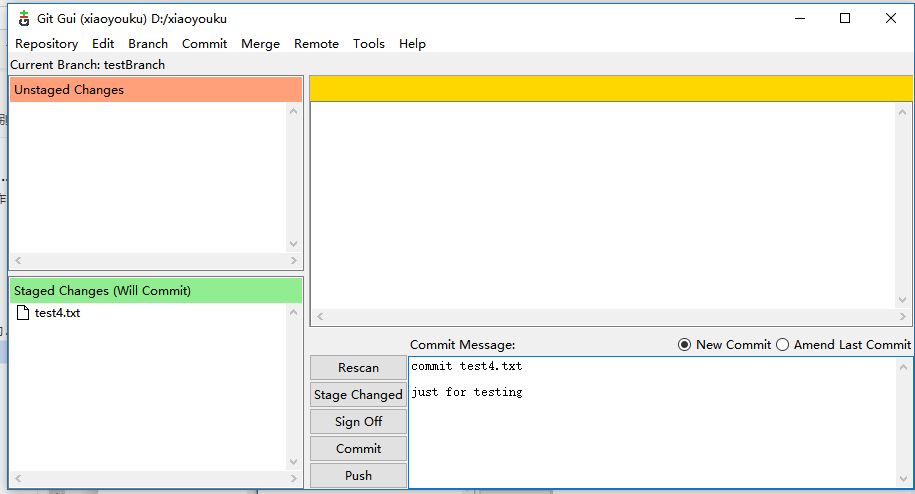 Git Gui (xiaoyouku) D:/xiaoyouku
Repository Edit Branch Commit Merge Remote Tools Help
Current Branch: testBranch
Unstaged Changes
Staged Changes (Will Commit)
test4.txt
Commit Message:
New Commit
Amend Last Commit
Rescan
Stage Changed
Sign Off
Commit
Push
commit test4.txt
just for testing